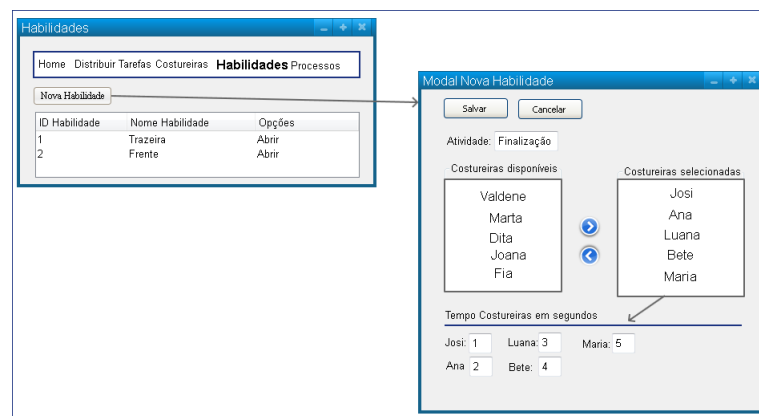 Habilidades
Home Distribuir Tarefas Costureiras Habilidades Processos
Nova Habilidade
ID Habilidade Nome Habilidade Opções
1 Trazeira Abrir
2 Frente Abrir
Modal Nova Habilidade
Salvar Cancelar
Atividade: Finalização
Costureiras disponíveis
Valdene
Marta
Dita
Joana
Fia
Costureiras selecionadas
Josi
Ana
Luana
Bete
Maria
Tempo Costureiras em segundos
Josi: 1 Luana: 3 Maria: 5
Ana 2 Bete: 4